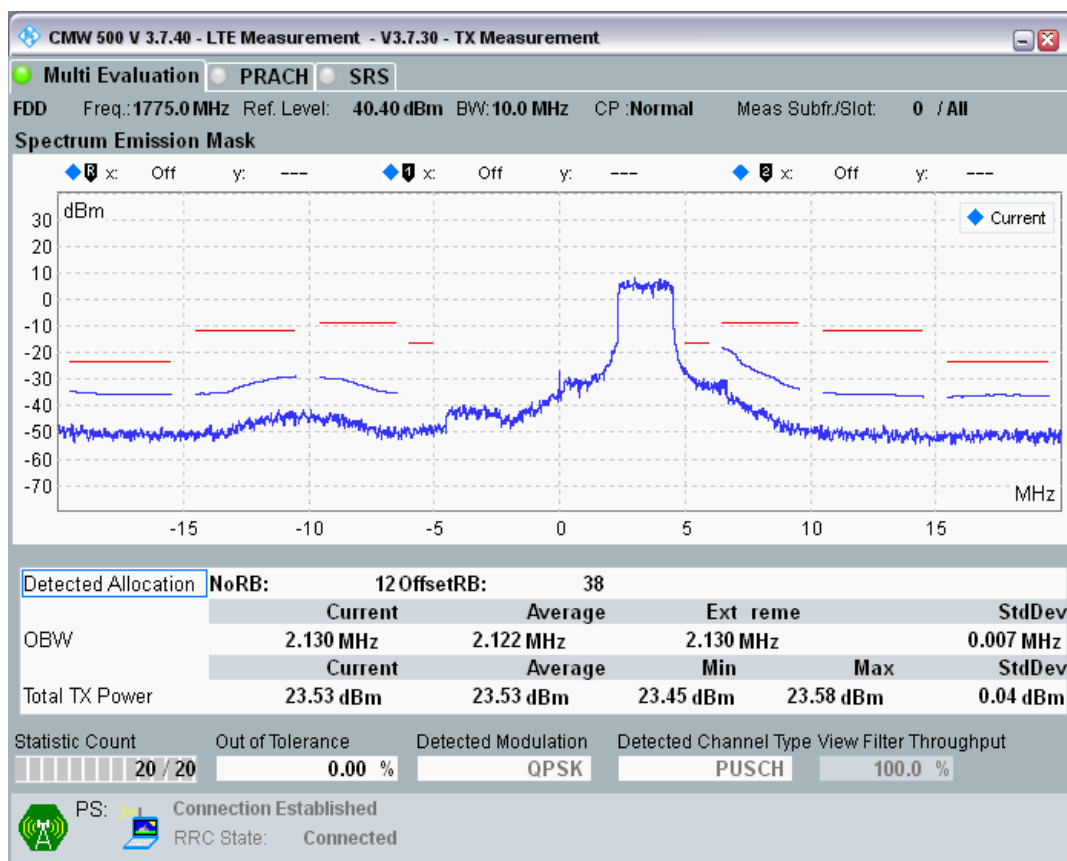 CMW 500 V 3.7.40 - LTE Measurement - V3.7.30 - TX Measurement
Multi Evaluation PRACH SRS
FDD Freq.: 1775.0 MHz Ref. Level: 40.40 dBm BW: 10.0 MHz CP :Normal Meas Subfr./Slot: 0 / All
Spectrum Emission Mask
R x: Off y: --- 1 x: Off y: --- 2 x: Off y: ---
dBm
Current
30
20
10
0
-10
-20
-30
-40
-50
-60
-70
MHz
-15 -10 -5 0 5 10 15
Detected Allocation NoRB: 12 OffsetRB: 38
Current Average Ext reme StdDev
OBW 2.130 MHz 2.122 MHz 2.130 MHz 0.007 MHz
Current Average Min Max StdDev
Total TX Power 23.53 dBm 23.53 dBm 23.45 dBm 23.58 dBm 0.04 dBm
Statistic Count Out of Tolerance Detected Modulation Detected Channel Type View Filter Throughput
20 / 20 0.00 % QPSK PUSCH 100.0 %
PS: Connection Established
RRC State: Connected